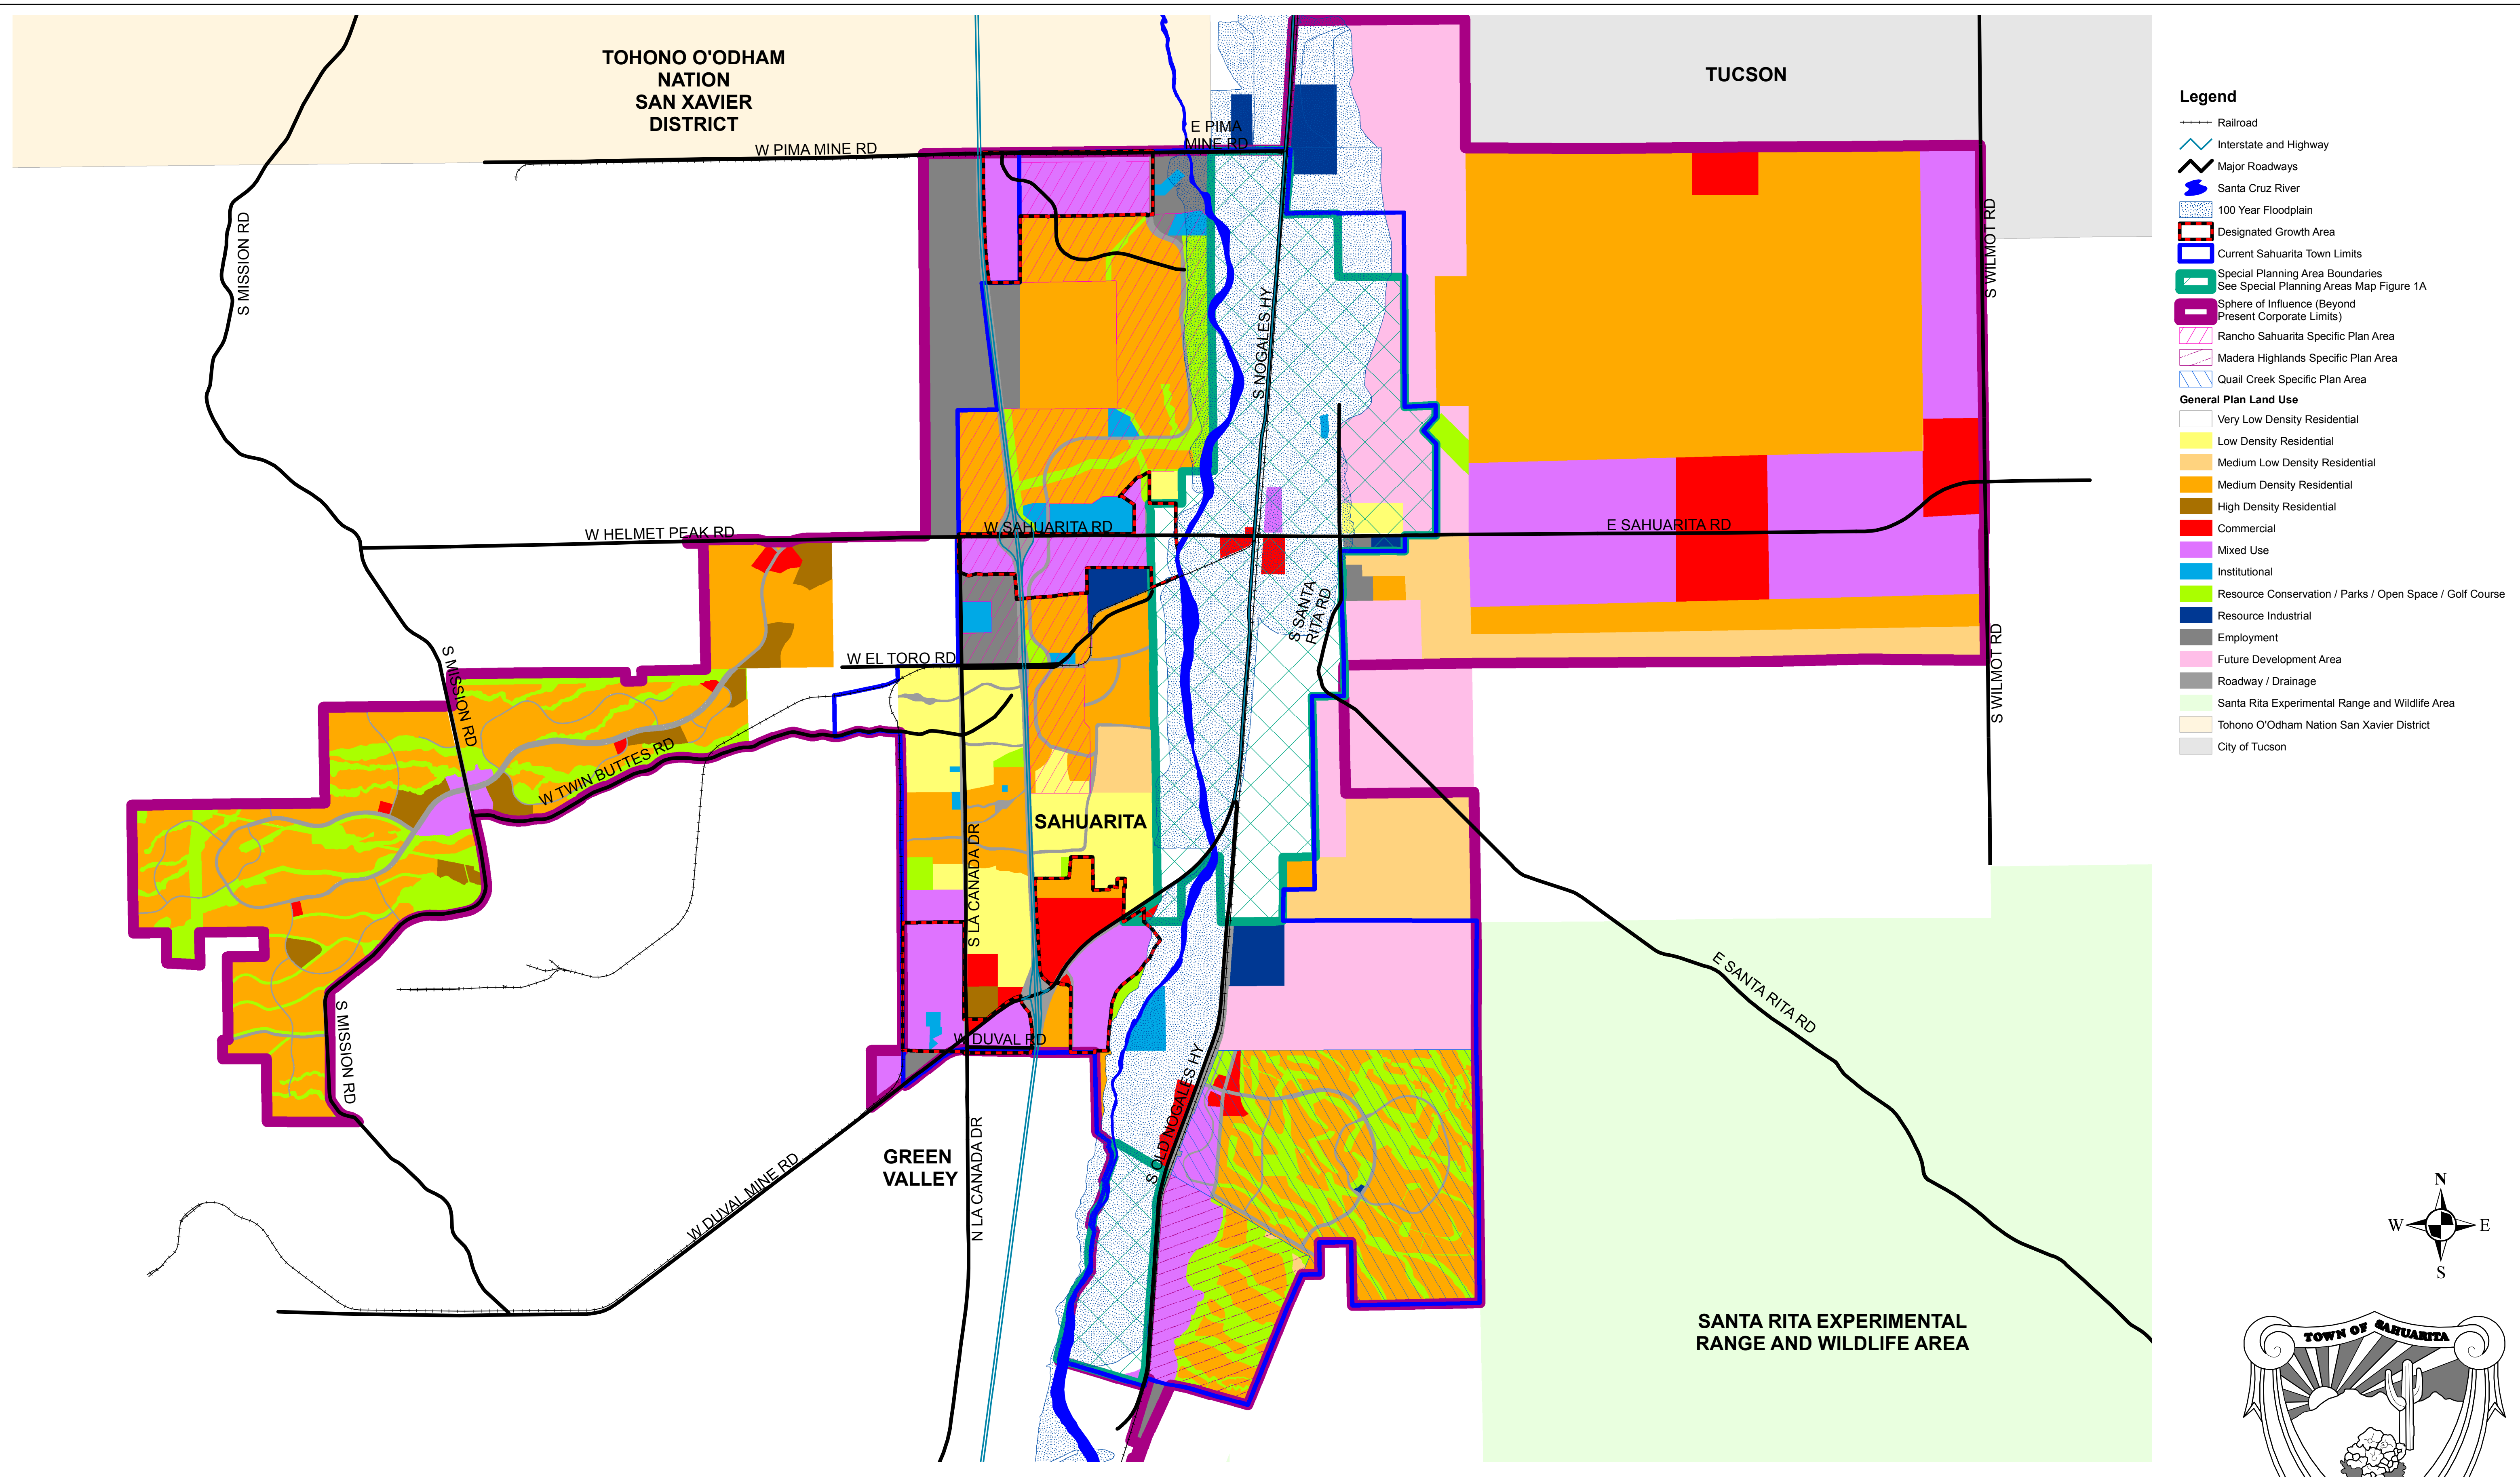 TOHONO O'ODHAM
NATION
SAN XAVIER
DISTRICT
TUCSON
E PIMA
MINE RD
W PIMA MINE RD
S MISSION RD
S NOGALES HY
S WILMOT RD
W HELMET PEAK RD
W SAHUARITA RD
E SAHUARITA RD
S SANTA
RITA RD
W EL TORO RD
S MISSION RD
S WILMOT RD
W TWIN BUTTES RD
SAHUARITA
S LA CANADA DR
E SANTA RITA RD
S MISSION RD
W DUVAL RD
S OLD NOGALES HY
GREEN
VALLEY
N LA CANADA DR
W DUVAL MINE RD
SANTA RITA EXPERIMENTAL
RANGE AND WILDLIFE AREA
Legend
Railroad
Interstate and Highway
Major Roadways
Santa Cruz River
100 Year Floodplain
Designated Growth Area
Current Sahuarita Town Limits
Special Planning Area Boundaries
See Special Planning Areas Map Figure 1A
Sphere of Influence (Beyond
Present Corporate Limits)
Rancho Sahuarita Specific Plan Area
Madera Highlands Specific Plan Area
Quail Creek Specific Plan Area
General Plan Land Use
Very Low Density Residential
Low Density Residential
Medium Low Density Residential
Medium Density Residential
High Density Residential
Commercial
Mixed Use
Institutional
Resource Conservation / Parks / Open Space / Golf Course
Resource Industrial
Employment
Future Development Area
Roadway / Drainage
Santa Rita Experimental Range and Wildlife Area
Tohono O'Odham Nation San Xavier District
City of Tucson
N
W E
S
TOWN OF SAHUARITA